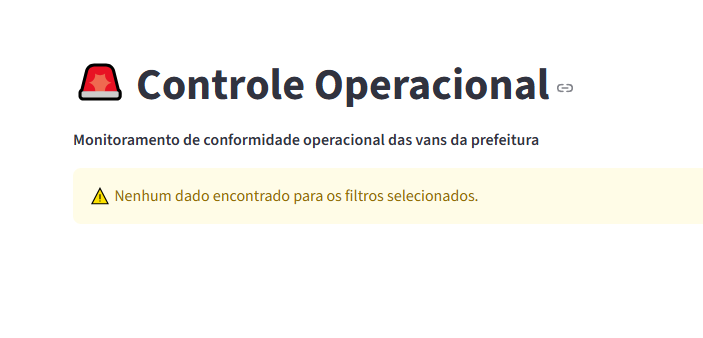 Controle Operacional
Monitoramento de conformidade operacional das vans da prefeitura
Nenhum dado encontrado para os filtros selecionados.